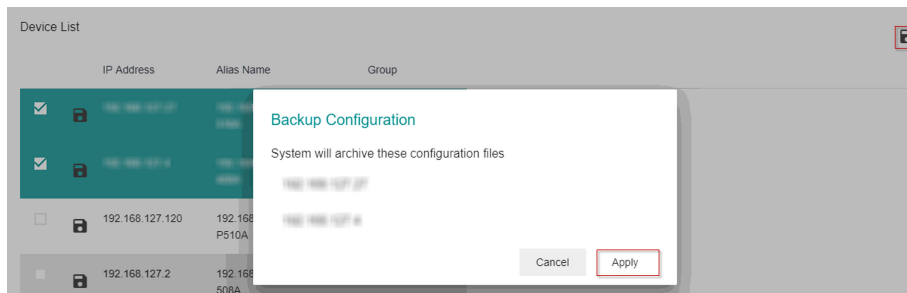 Device List
IP Address Alias Name Group
Backup Configuration
System will archive these configuration files
192.168.127.120 192.168
P510A
Cancel Apply
192.168.127.2 192.168
508A